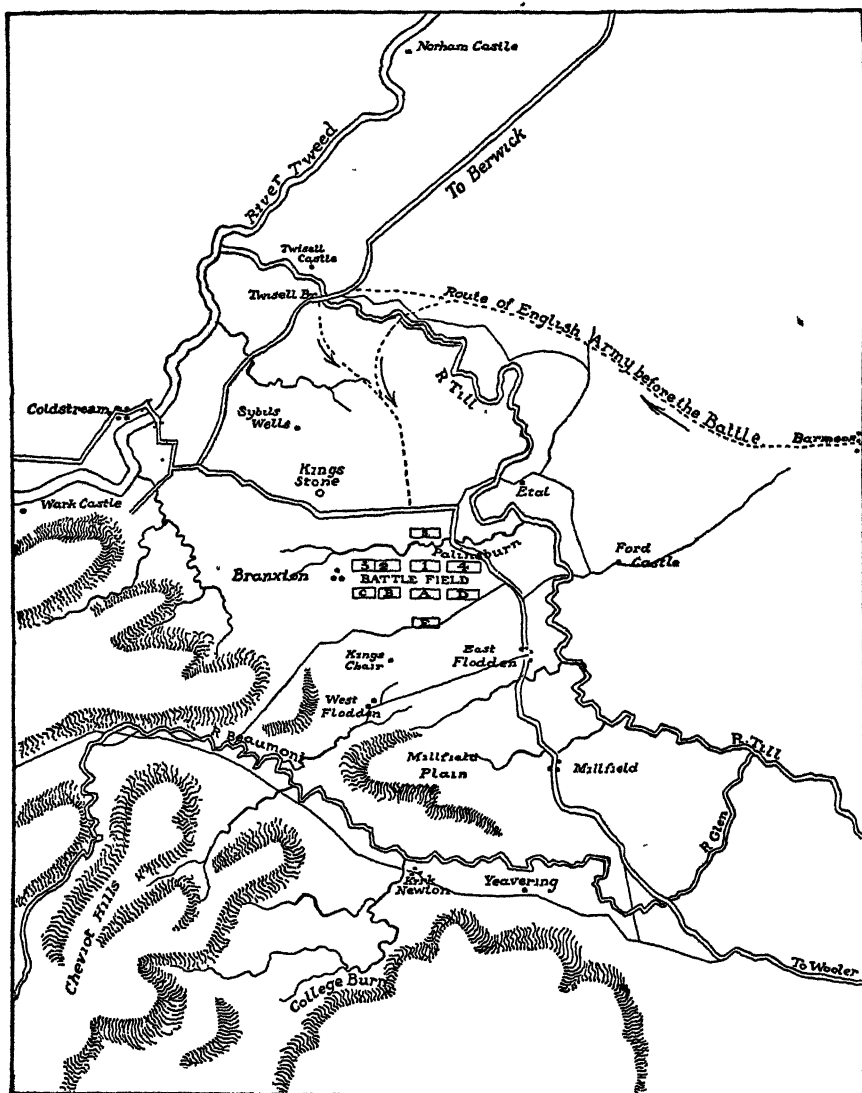 Norham Castle
River Tweed
To Berwick
Twisell
Castle
Twisell Br.
Route of English Army before the Battle
R Till
Coldstream
Sybils
Wells
Barmoor
Kings
Stone
Etal
Wark Castle
Ford
Castle
Palinsburn
Branxton
3 2 1 4
BATTLE FIELD
C B A D
E
Kings
Chair
East
Flodden
West
Flodden
R Beaumont
Millfield
Plain
Millfield
R Till
R Glen
Kirk
Newton
Yeavering
Cheviot Hills
College Burn
To Wooler